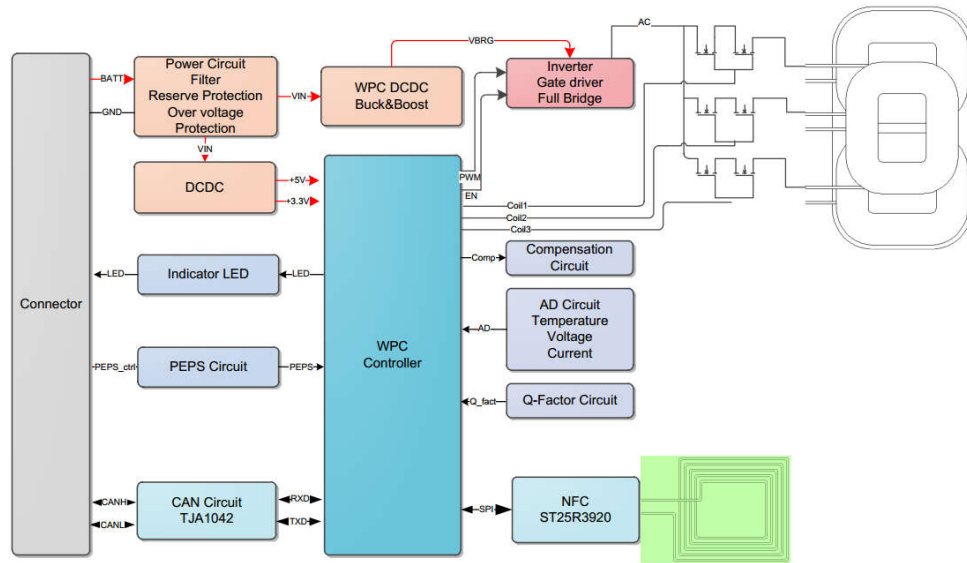 AC
VBRG
Power Circuit
Filter
Reserve Protection
Over voltage
Protection
BATT
GND
VIN
WPC DCDC
Buck&Boost
Inverter
Gate driver
Full Bridge
VIN
DCDC
+5V
+3.3V
PWM
EN
Coil1
Coil2
Coil3
Connector
LED
Indicator LED
LED
WPC
Controller
Comp
Compensation
Circuit
AD
AD Circuit
Temperature
Voltage
Current
PEPS_ctrl
PEPS Circuit
PEPS
Q_fact
Q-Factor Circuit
CANH
CANL
CAN Circuit
TJA1042
RXD
TXD
SPI
NFC
ST25R3920